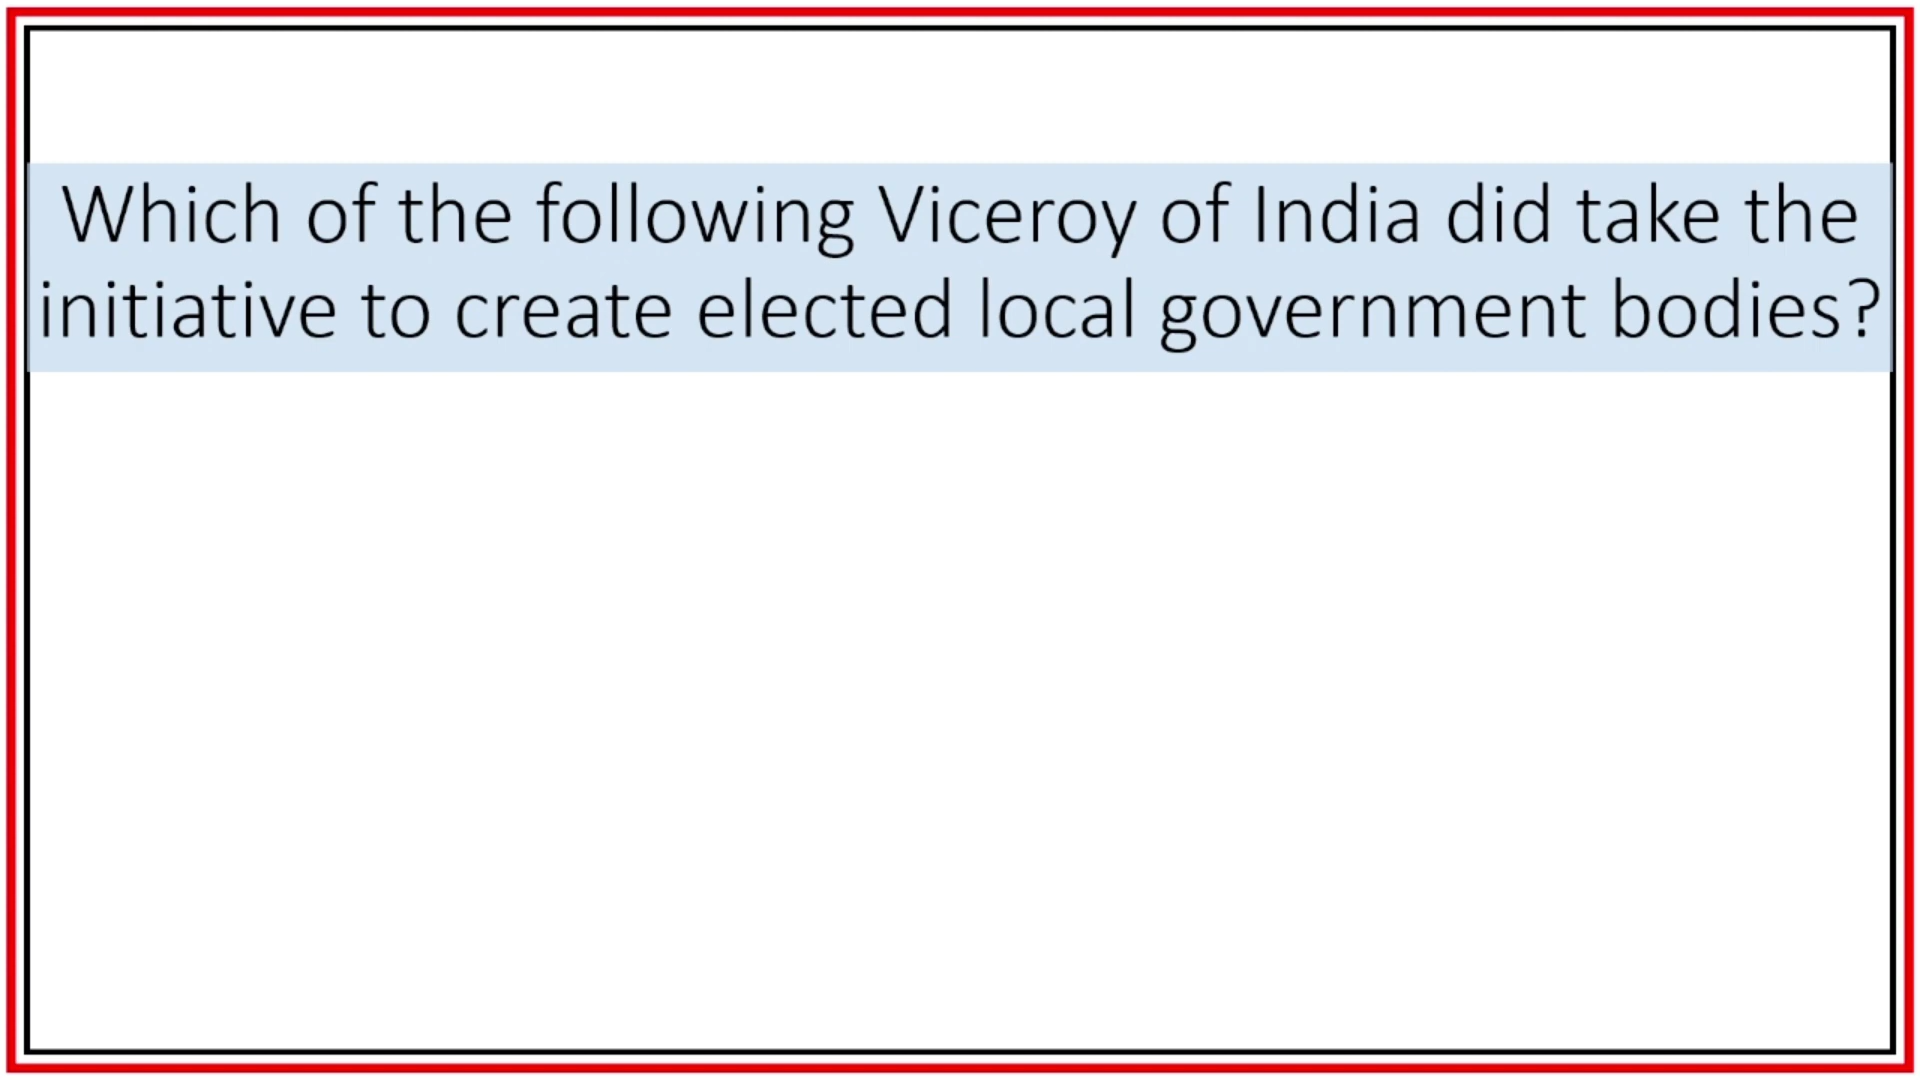 Which of the following Viceroy of India did take the
initiative to create elected local government bodies?